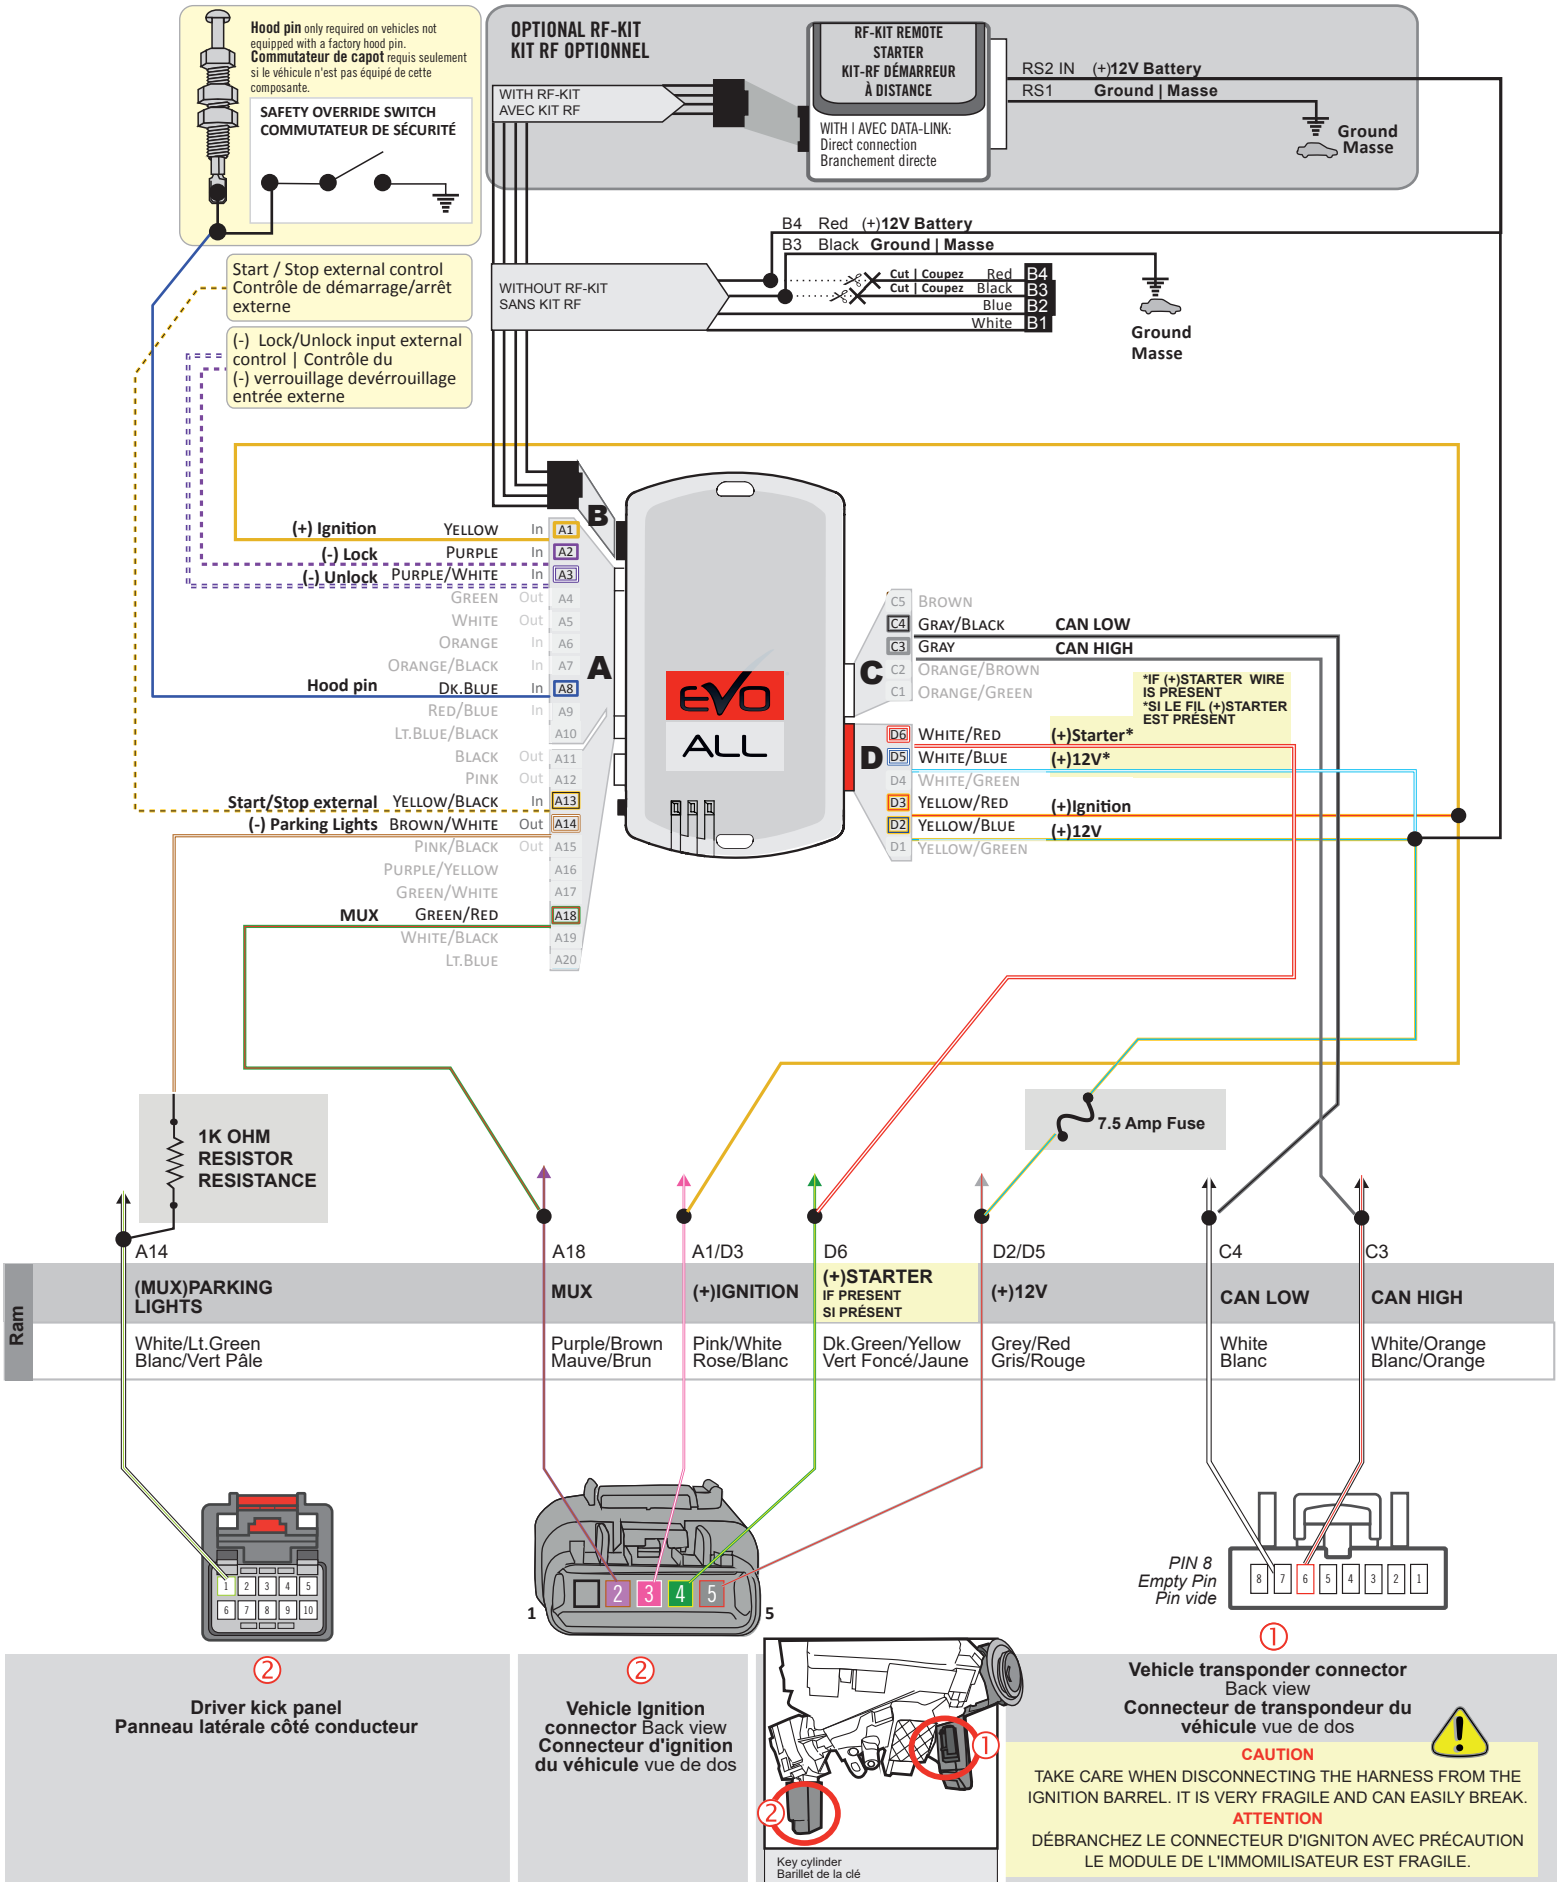 Hood pin only required on vehicles not
equipped with a factory hood pin.
Commutateur de capot requis seulement
si le véhicule n'est pas équipé de cette
composante.
SAFETY OVERRIDE SWITCH
COMMUTATEUR DE SÉCURITÉ
OPTIONAL RF-KIT
KIT RF OPTIONNEL
WITH RF-KIT
AVEC KIT RF
RF-KIT REMOTE
STARTER
KIT-RF DÉMARREUR
À DISTANCE
WITH | AVEC DATA-LINK:
Direct connection
Branchement directe
RS2 IN (+)12V Battery
RS1 Ground | Masse
Ground
Masse
Start / Stop external control
Contrôle de démarrage/arrêt
externe
(-) Lock/Unlock input external
control | Contrôle du
(-) verrouillage devérrouillage
entrée externe
WITHOUT RF-KIT
SANS KIT RF
B4 Red (+)12V Battery
B3 Black Ground | Masse
Cut | Coupez Red B4
Cut | Coupez Black B3
Blue B2
White B1
Ground
Masse
B
(+) Ignition YELLOW In A1
(-) Lock PURPLE In A2
(-) Unlock PURPLE/WHITE In A3
GREEN Out A4
WHITE Out A5
ORANGE In A6
ORANGE/BLACK In A7
Hood pin DK.BLUE In A8
RED/BLUE In A9
LT.BLUE/BLACK A10
BLACK Out A11
PINK Out A12
Start/Stop external YELLOW/BLACK In A13
(-) Parking Lights BROWN/WHITE Out A14
PINK/BLACK Out A15
PURPLE/YELLOW A16
GREEN/WHITE A17
MUX GREEN/RED A18
WHITE/BLACK A19
LT.BLUE A20
A
EVO
ALL
C
C5 BROWN
C4 GRAY/BLACK CAN LOW
C3 GRAY CAN HIGH
C2 ORANGE/BROWN
C1 ORANGE/GREEN
*IF (+)STARTER WIRE
IS PRESENT
*SI LE FIL (+)STARTER
EST PRÉSENT
D
D6 WHITE/RED (+)Starter*
D5 WHITE/BLUE (+)12V*
D4 WHITE/GREEN
D3 YELLOW/RED (+)Ignition
D2 YELLOW/BLUE (+)12V
D1 YELLOW/GREEN
1K OHM
RESISTOR
RESISTANCE
7.5 Amp Fuse
A14 A18 A1/D3 D6 D2/D5 C4 C3
Ram
(MUX)PARKING
LIGHTS
MUX
(+)IGNITION
(+)STARTER
IF PRESENT
SI PRÉSENT
(+)12V
CAN LOW
CAN HIGH
White/Lt.Green
Blanc/Vert Pâle
Purple/Brown
Mauve/Brun
Pink/White
Rose/Blanc
Dk.Green/Yellow
Vert Foncé/Jaune
Grey/Red
Gris/Rouge
White
Blanc
White/Orange
Blanc/Orange
1 2 3 4 5
6 7 8 9 10
2 3 4 5
1 5
PIN 8
Empty Pin
Pin vide
8 7 6 5 4 3 2 1
2
Driver kick panel
Panneau latérale côté conducteur
2
Vehicle Ignition
connector Back view
Connecteur d'ignition
du véhicule vue de dos
1
2
Key cylinder
Barillet de la clé
1
Vehicle transponder connector
Back view
Connecteur de transpondeur du
véhicule vue de dos
!
CAUTION
TAKE CARE WHEN DISCONNECTING THE HARNESS FROM THE
IGNITION BARREL. IT IS VERY FRAGILE AND CAN EASILY BREAK.
ATTENTION
DÉBRANCHEZ LE CONNECTEUR D'IGNITON AVEC PRÉCAUTION
LE MODULE DE L'IMMOMILISATEUR EST FRAGILE.